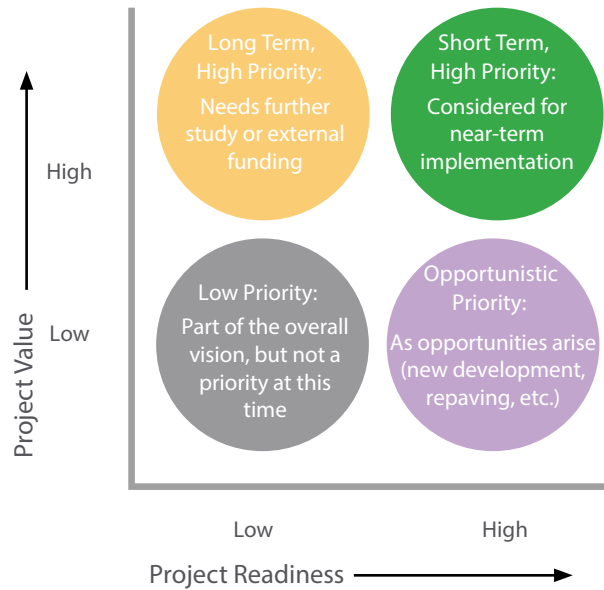 Long Term,
High Priority:
Needs further
study or external
funding
Short Term,
High Priority:
Considered for
near-term
implementation
High
Low Priority:
Part of the overall
vision, but not a
priority at this
time
Opportunistic
Priority:
As opportunities arise
(new development,
repaving, etc.)
Low
Project Value
Low
High
Project Readiness